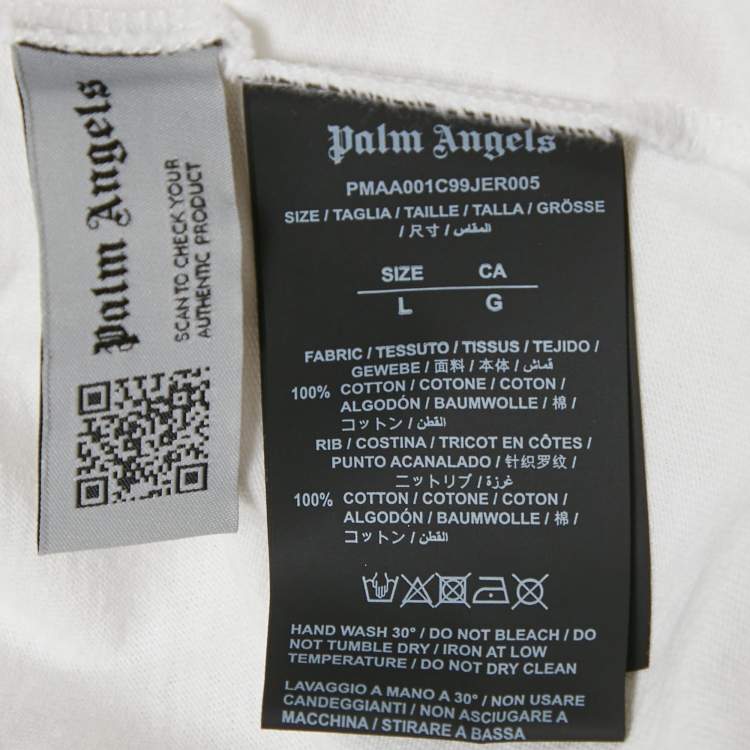 Palm Angels
SCAN TO CHECK YOUR
AUTHENTIC PRODUCT
Palm Angels
PMAA001C99JER005
SIZE / TAGLIA / TAILLE / TALLA / GRÖSSE
/ 尺寸 / المقاس
SIZE CA
L G
FABRIC / TESSUTO / TISSUS / TEJIDO /
GEWEBE / 面料 / 本体 / قماش
100% COTTON / COTONE / COTON /
ALGODÓN / BAUMWOLLE / 棉 /
コットン / القطن
RIB / COSTINA / TRICOT EN CÔTES /
PUNTO ACANALADO / 针织罗纹 /
ニットリブ / غرزة
100% COTTON / COTONE / COTON /
ALGODÓN / BAUMWOLLE / 棉 /
コットン / القطن
HAND WASH 30° / DO NOT BLEACH / DO
NOT TUMBLE DRY / IRON AT LOW
TEMPERATURE / DO NOT DRY CLEAN
LAVAGGIO A MANO A 30° / NON USARE
CANDEGGIANTI / NON ASCIUGARE A
MACCHINA / STIRARE A BASSA